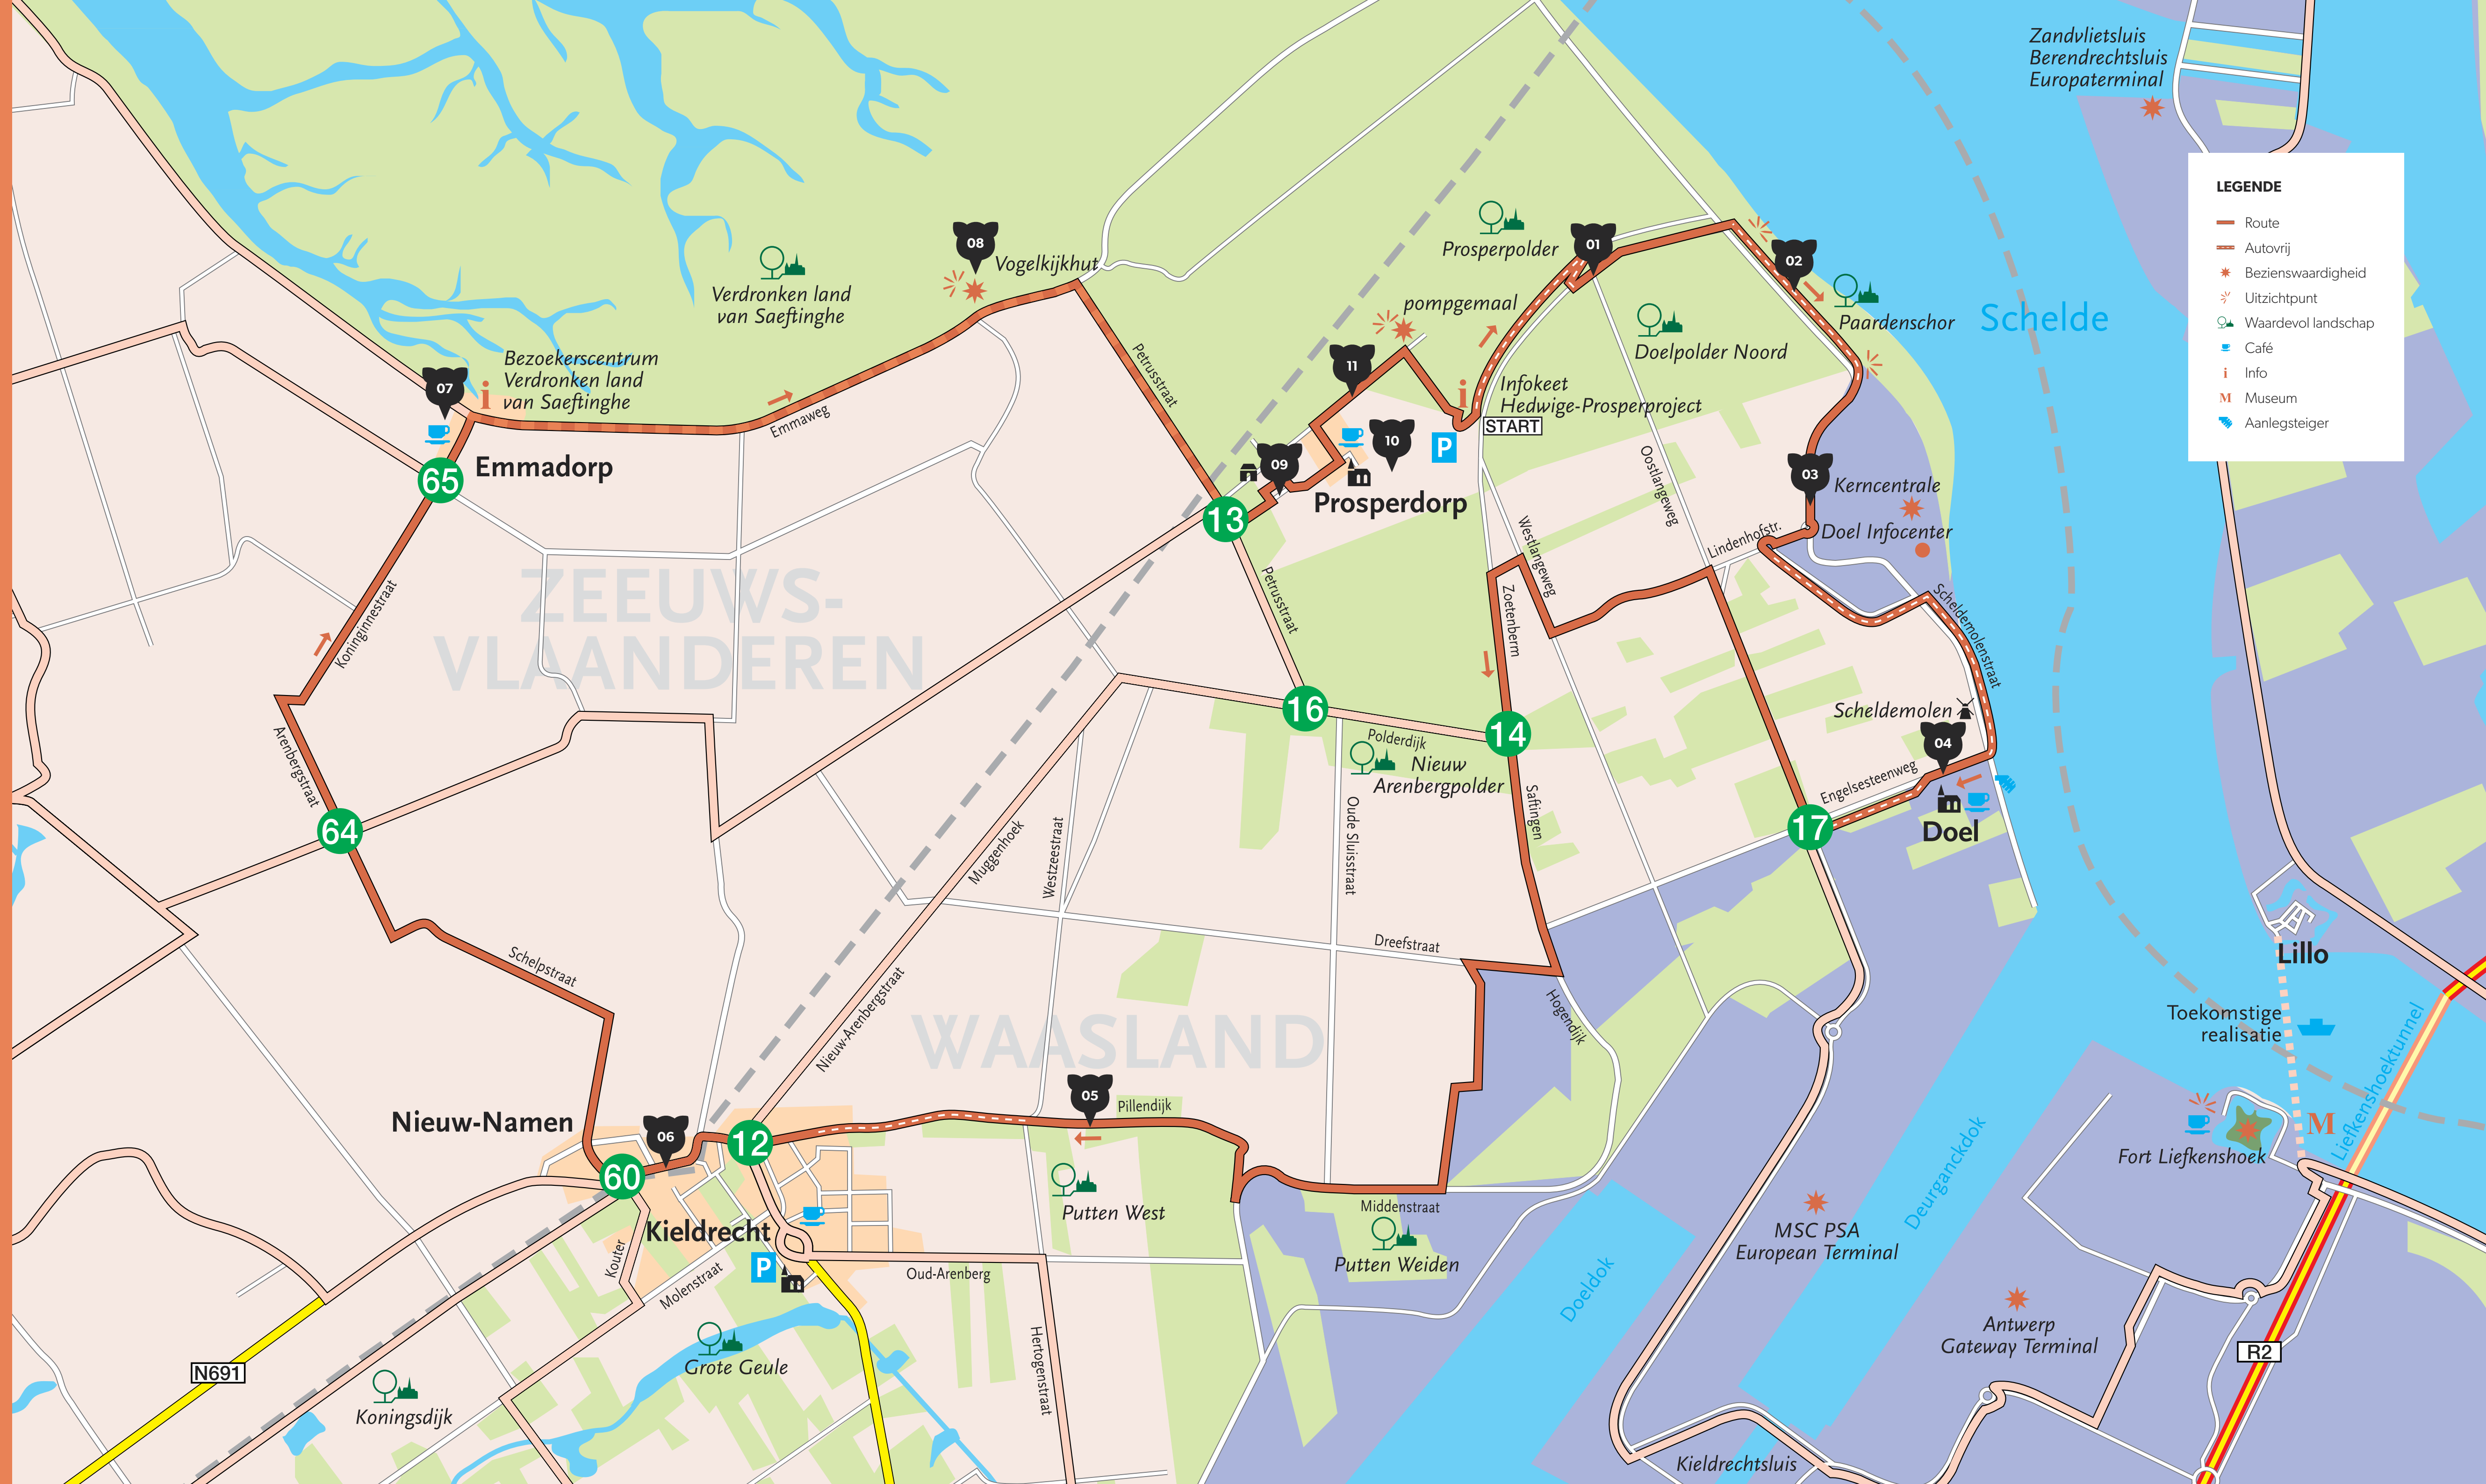 Zandvlietsluis
Berendrechtsluis
Europaterminal
LEGENDE
Route
Autovrij
Bezienswaardigheid
Uitzichtpunt
Waardevol landschap
Café
i Info
M Museum
Aanlegsteiger
08
Vogelkijkhut
Verdronken land
van Saeftinghe
Prosperpolder
01
02
Paardenschor
Schelde
pompgemaal
Doelpolder Noord
07
i
Bezoekerscentrum
Verdronken land
van Saeftinghe
Emmaweg
Petrusstraat
11
i
Infokeet
Hedwige-Prosperproject
START
10
P
09
65
Emmadorp
13
Prosperdorp
Oostlangeweg
03
Kerncentrale
Doel Infocenter
Lindenhofstr.
Westlangeweg
Zoetenberm
Petrusstraat
Scheldemolenstraat
ZEEUWS-
VLAANDEREN
Koninginnestraat
Arenbergstraat
64
16
14
Polderdijk
Nieuw
Arenbergpolder
Scheldemolen
04
Engelsesteenweg
17
Doel
Saftingen
Oude Sluisstraat
Westzeestraat
Muggenhoek
Nieuw-Arenbergstraat
Dreefstraat
Schelpstraat
Hogendijk
WAASLAND
Lillo
Toekomstige
realisatie
Liefkenshoektunnel
05
Pillendijk
Nieuw-Namen
06
12
60
Kieldrecht
P
Kouter
Molenstraat
Oud-Arenberg
Hertogenstraat
Putten West
Middenstraat
Putten Weiden
Grote Geule
Koningsdijk
N691
Doeldok
Deurganckdok
MSC PSA
European Terminal
Antwerp
Gateway Terminal
Kieldrechtsluis
M
Fort Liefkenshoek
R2